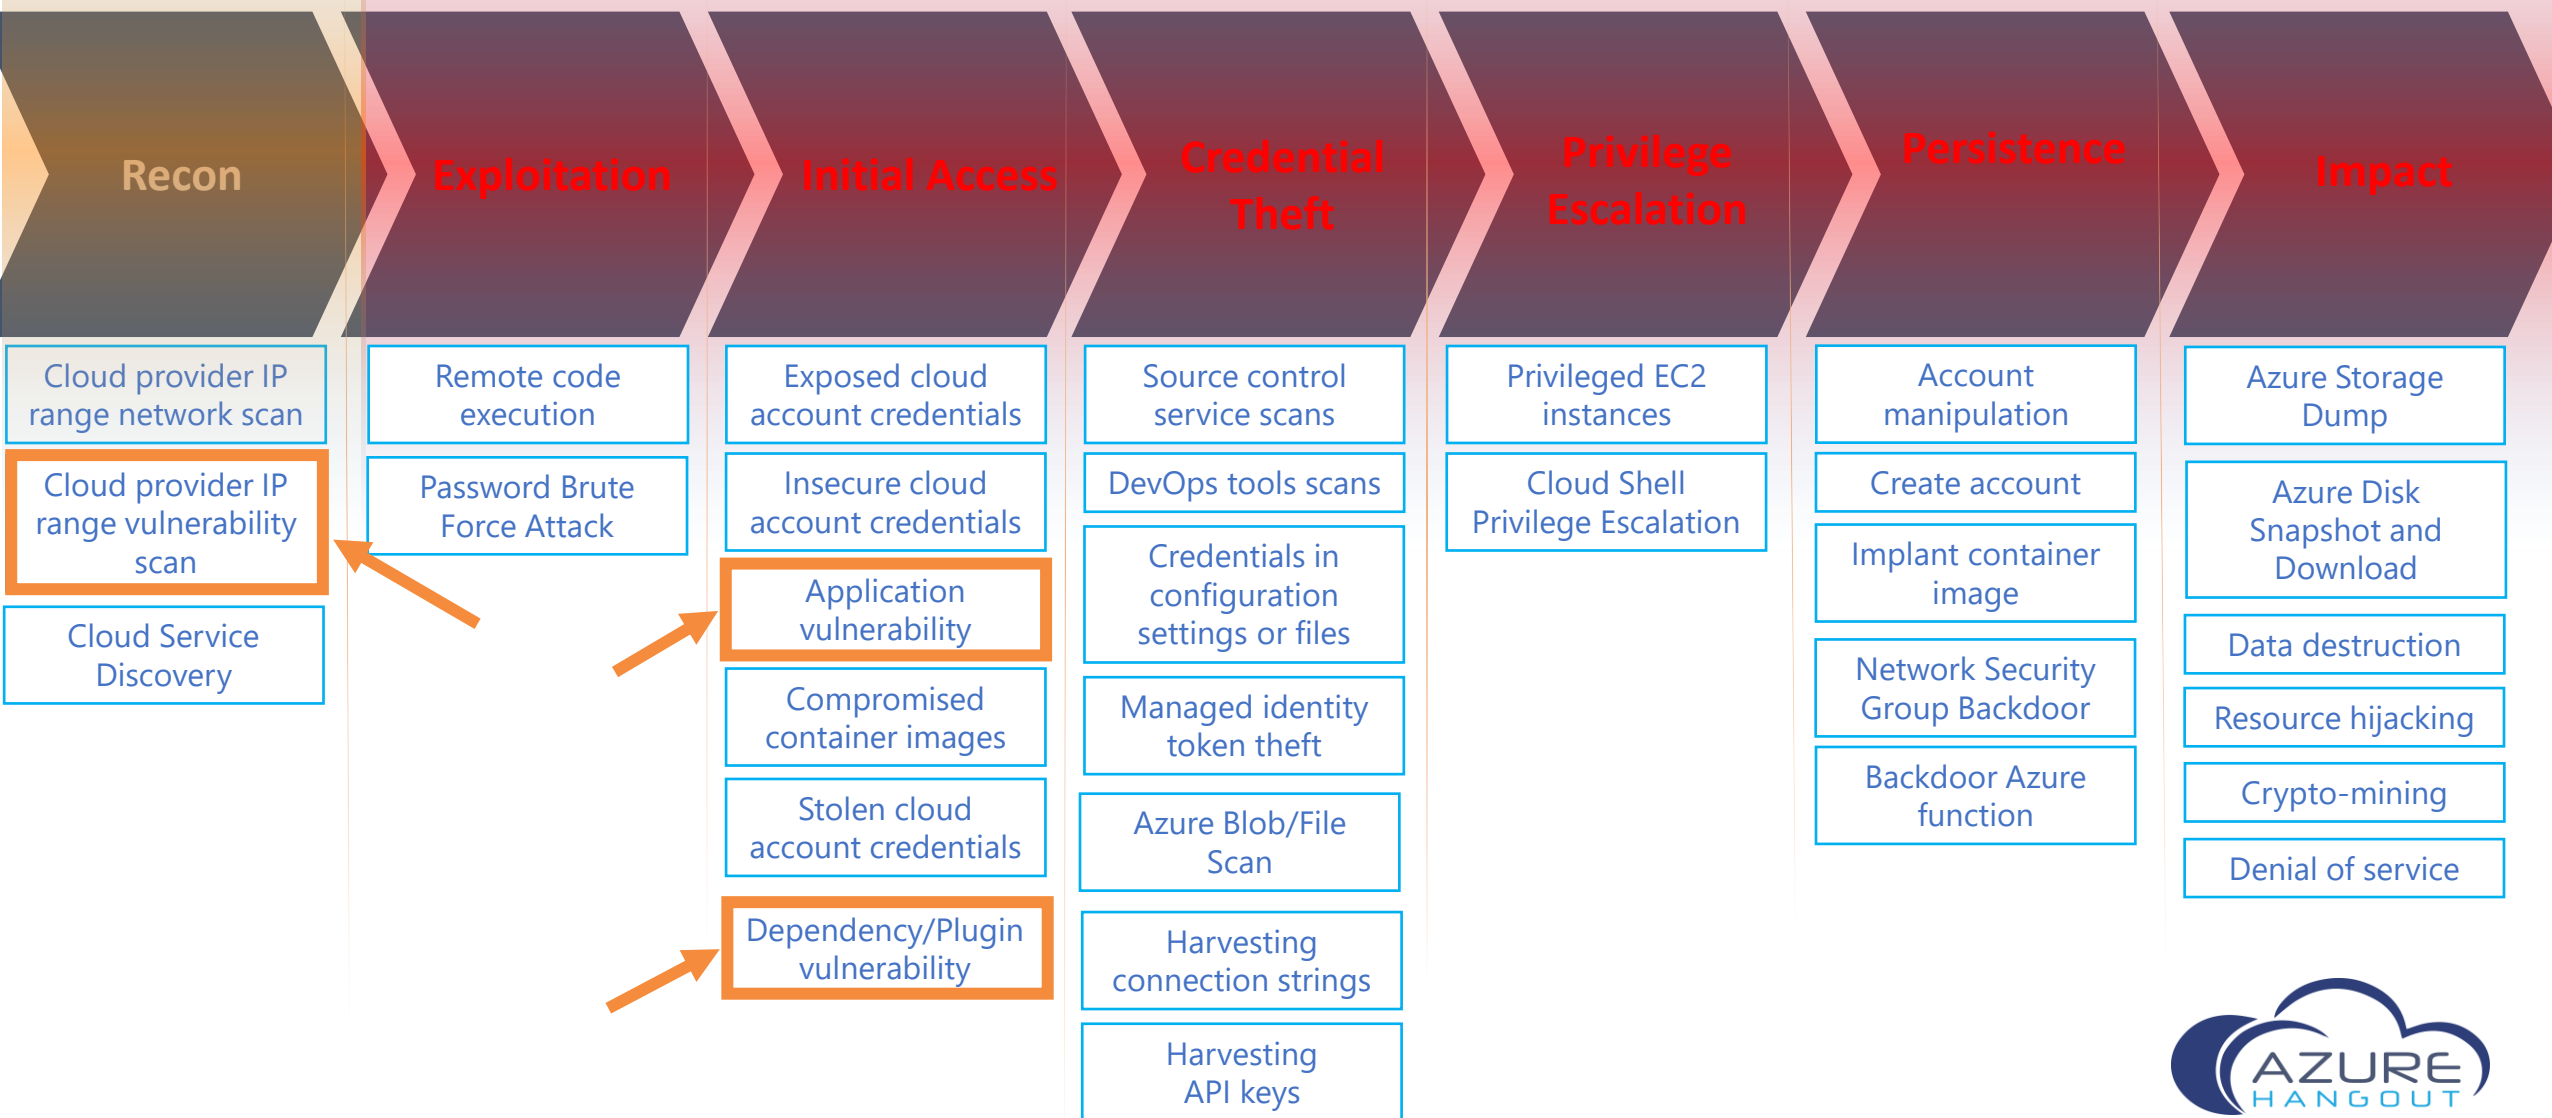 Recon
Exploitation
Initial Access
Credential
Theft
Privilege
Escalation
Persistence
Impact
Cloud provider IP
range network scan
Cloud provider IP
range vulnerability
scan
Cloud Service
Discovery
Remote code
execution
Password Brute
Force Attack
Exposed cloud
account credentials
Insecure cloud
account credentials
Application
vulnerability
Compromised
container images
Stolen cloud
account credentials
Dependency/Plugin
vulnerability
Source control
service scans
DevOps tools scans
Credentials in
configuration
settings or files
Managed identity
token theft
Azure Blob/File
Scan
Harvesting
connection strings
Harvesting
API keys
Privileged EC2
instances
Cloud Shell
Privilege Escalation
Account
manipulation
Create account
Implant container
image
Network Security
Group Backdoor
Backdoor Azure
function
Azure Storage
Dump
Azure Disk
Snapshot and
Download
Data destruction
Resource hijacking
Crypto-mining
Denial of service
AZURE
HANGOUT